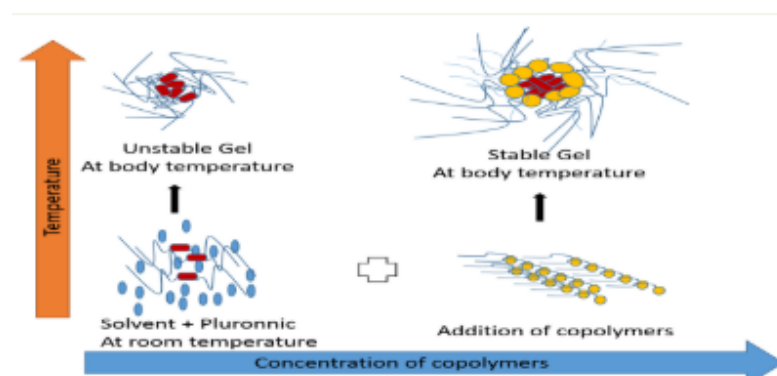 Temperature
Unstable Gel
At body temperature
Stable Gel
At body temperature
Solvent + Pluronnic
At room temperature
Addition of copolymers
Concentration of copolymers